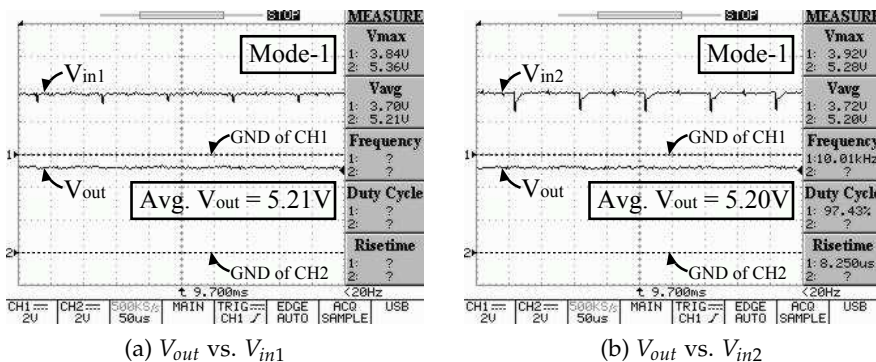 STOP
MEASURE
Vmax
1: 3.84V
2: 5.36V
Vavg
1: 3.70V
2: 5.21V
Frequency
1: ?
2: ?
Duty Cycle
1: ?
2: ?
Risetime
1: ?
2: ?
Mode-1
Vin1
GND of CH1
1
Vout
Avg. Vout = 5.21V
2
GND of CH2
9.700ms
<20Hz
CH1 CH2 500KS/s MAIN TRIG EDGE ACQ USB
2V 2V 50us CH1 AUTO SAMPLE
(a) Vout vs. Vin1
STOP
MEASURE
Vmax
1: 3.92V
2: 5.28V
Vavg
1: 3.72V
2: 5.20V
Frequency
1:10.01kHz
2: ?
Duty Cycle
1: 97.43%
2: ?
Risetime
1:8.250us
2: ?
Mode-1
Vin2
GND of CH1
1
Vout
Avg. Vout = 5.20V
2
GND of CH2
9.700ms
<20Hz
CH1 CH2 500KS/s MAIN TRIG EDGE ACQ USB
2V 2V 50us CH1 AUTO SAMPLE
(b) Vout vs. Vin2